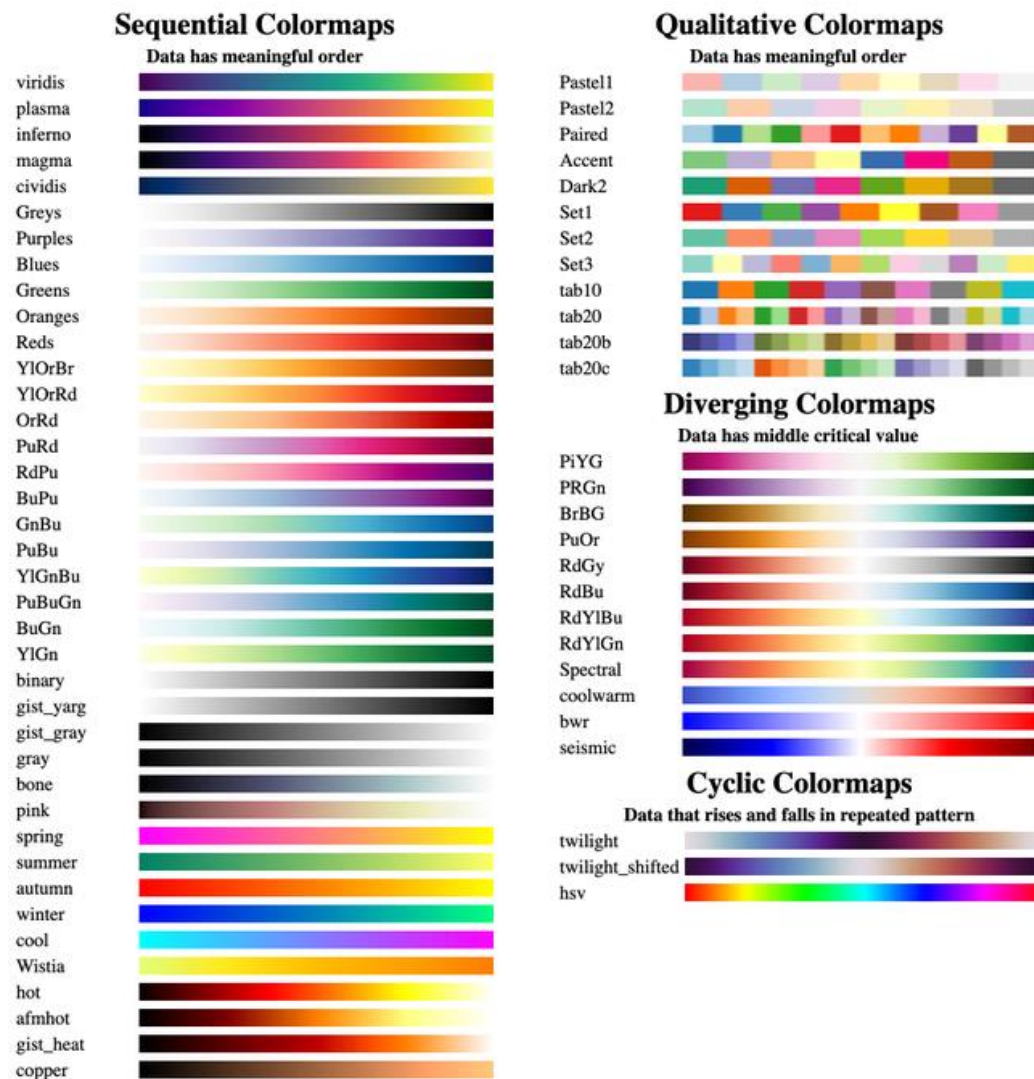 Sequential Colormaps
Data has meaningful order
viridis
plasma
inferno
magma
cividis
Greys
Purples
Blues
Greens
Oranges
Reds
YlOrBr
YlOrRd
OrRd
PuRd
RdPu
BuPu
GnBu
PuBu
YlGnBu
PuBuGn
BuGn
YlGn
binary
gist_yarg
gist_gray
gray
bone
pink
spring
summer
autumn
winter
cool
Wistia
hot
afmhot
gist_heat
copper
Qualitative Colormaps
Data has meaningful order
Pastel1
Pastel2
Paired
Accent
Dark2
Set1
Set2
Set3
tab10
tab20
tab20b
tab20c
Diverging Colormaps
Data has middle critical value
PiYG
PRGn
BrBG
PuOr
RdGy
RdBu
RdYlBu
RdYlGn
Spectral
coolwarm
bwr
seismic
Cyclic Colormaps
Data that rises and falls in repeated pattern
twilight
twilight_shifted
hsv